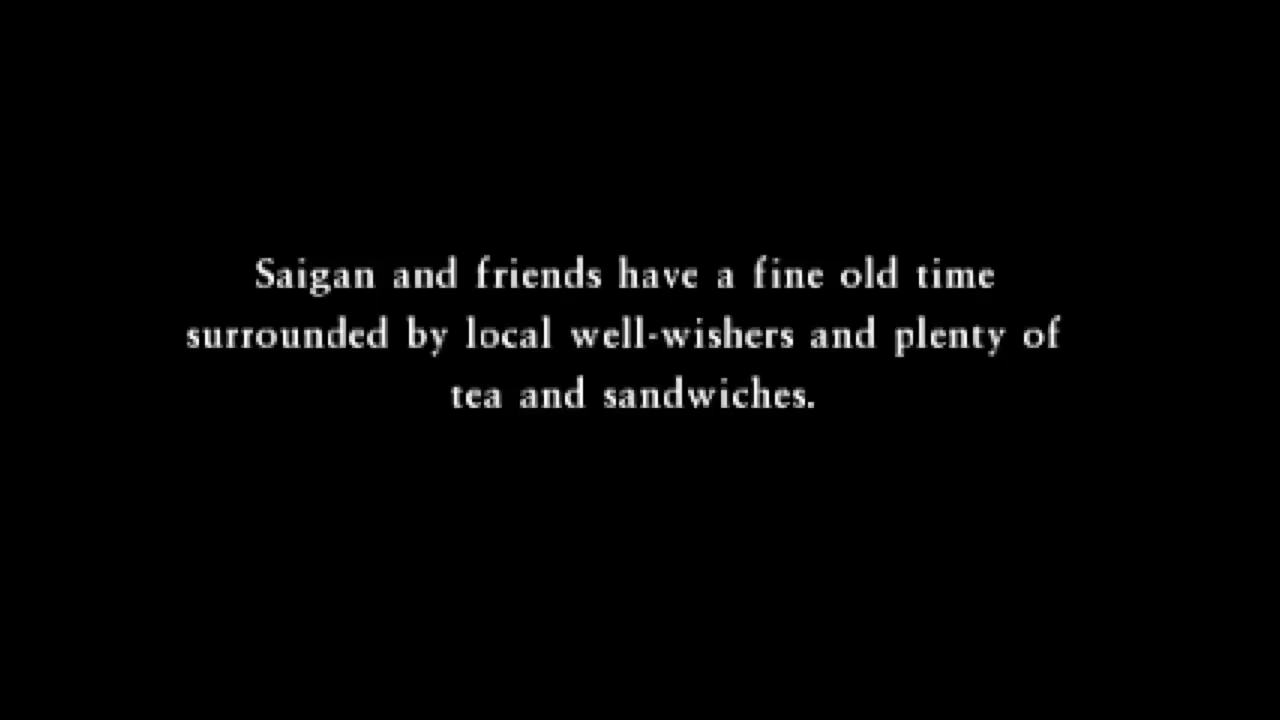 Saigan and friends have a fine old time
surrounded by local well-wishers and plenty of
tea and sandwiches.